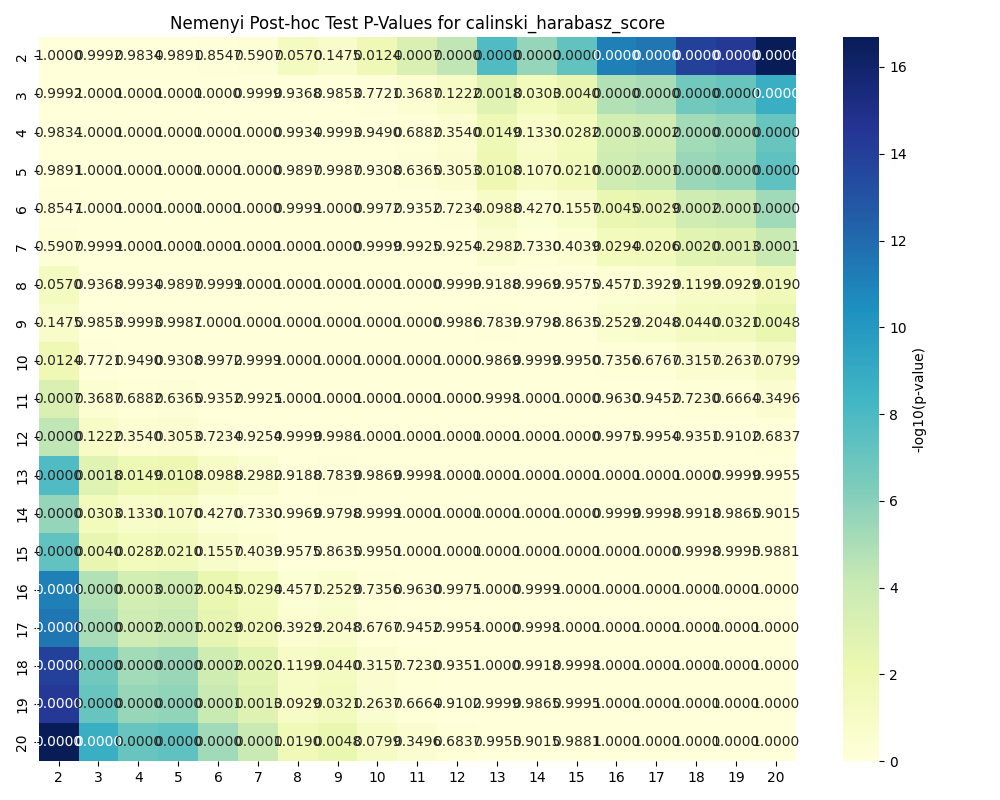 Nemenyi Post-hoc Test P-Values for calinski_harabasz_score
2 1.0000 0.9992 0.9834 0.9891 0.8547 0.5907 0.0570 0.1475 0.0124 0.0007 0.0000 0.0000 0.0000 0.0000 0.0000 0.0000 0.0000 0.0000 0.0000
3 0.9992 1.0000 1.0000 1.0000 1.0000 0.9999 0.9368 0.9853 0.7721 0.3687 0.1222 0.0018 0.0303 0.0040 0.0000 0.0000 0.0000 0.0000 0.0000
4 0.9834 1.0000 1.0000 1.0000 1.0000 1.0000 0.9934 0.9993 0.9490 0.6882 0.3540 0.0149 0.1330 0.0282 0.0003 0.0002 0.0000 0.0000 0.0000
5 0.9891 1.0000 1.0000 1.0000 1.0000 1.0000 0.9897 0.9987 0.9308 0.6365 0.3053 0.0108 0.1070 0.0210 0.0002 0.0001 0.0000 0.0000 0.0000
6 0.8547 1.0000 1.0000 1.0000 1.0000 1.0000 0.9999 1.0000 0.9972 0.9352 0.7234 0.0988 0.4270 0.1557 0.0045 0.0029 0.0002 0.0001 0.0000
7 0.5907 0.9999 1.0000 1.0000 1.0000 1.0000 1.0000 1.0000 0.9999 0.9925 0.9254 0.2982 0.7330 0.4039 0.0294 0.0206 0.0020 0.0013 0.0001
8 0.0570 0.9368 0.9934 0.9897 0.9999 1.0000 1.0000 1.0000 1.0000 1.0000 0.9999 0.9188 0.9969 0.9575 0.4571 0.3929 0.1199 0.0929 0.0190
9 0.1475 0.9853 0.9993 0.9987 1.0000 1.0000 1.0000 1.0000 1.0000 1.0000 0.9986 0.7839 0.9798 0.8635 0.2529 0.2048 0.0440 0.0321 0.0048
10 0.0124 0.7721 0.9490 0.9308 0.9972 0.9999 1.0000 1.0000 1.0000 1.0000 1.0000 0.9869 0.9999 0.9950 0.7356 0.6767 0.3157 0.2637 0.0799
11 0.0007 0.3687 0.6882 0.6365 0.9352 0.9925 1.0000 1.0000 1.0000 1.0000 1.0000 0.9998 1.0000 1.0000 0.9630 0.9452 0.7230 0.6664 0.3496
12 0.0000 0.1222 0.3540 0.3053 0.7234 0.9254 0.9999 0.9986 1.0000 1.0000 1.0000 1.0000 1.0000 1.0000 0.9975 0.9954 0.9351 0.9102 0.6837
13 0.0000 0.0018 0.0149 0.0108 0.0988 0.2982 0.9188 0.7839 0.9869 0.9998 1.0000 1.0000 1.0000 1.0000 1.0000 1.0000 1.0000 0.9999 0.9955
14 0.0000 0.0303 0.1330 0.1070 0.4270 0.7330 0.9969 0.9798 0.9999 1.0000 1.0000 1.0000 1.0000 1.0000 0.9999 0.9998 0.9918 0.9865 0.9015
15 0.0000 0.0040 0.0282 0.0210 0.1557 0.4039 0.9575 0.8635 0.9950 1.0000 1.0000 1.0000 1.0000 1.0000 1.0000 1.0000 0.9998 0.9995 0.9881
16 0.0000 0.0000 0.0003 0.0002 0.0045 0.0294 0.4571 0.2529 0.7356 0.9630 0.9975 1.0000 0.9999 1.0000 1.0000 1.0000 1.0000 1.0000 1.0000
17 0.0000 0.0000 0.0002 0.0001 0.0029 0.0206 0.3929 0.2048 0.6767 0.9452 0.9954 1.0000 0.9998 1.0000 1.0000 1.0000 1.0000 1.0000 1.0000
18 0.0000 0.0000 0.0000 0.0000 0.0002 0.0020 0.1199 0.0440 0.3157 0.7230 0.9351 1.0000 0.9918 0.9998 1.0000 1.0000 1.0000 1.0000 1.0000
19 0.0000 0.0000 0.0000 0.0000 0.0001 0.0013 0.0929 0.0321 0.2637 0.6664 0.9102 0.9999 0.9865 0.9995 1.0000 1.0000 1.0000 1.0000 1.0000
20 0.0000 0.0000 0.0000 0.0000 0.0000 0.0001 0.0190 0.0048 0.0799 0.3496 0.6837 0.9955 0.9015 0.9881 1.0000 1.0000 1.0000 1.0000 1.0000
2 3 4 5 6 7 8 9 10 11 12 13 14 15 16 17 18 19 20
16
14
12
10
8
6
4
2
0
-log10(p-value)